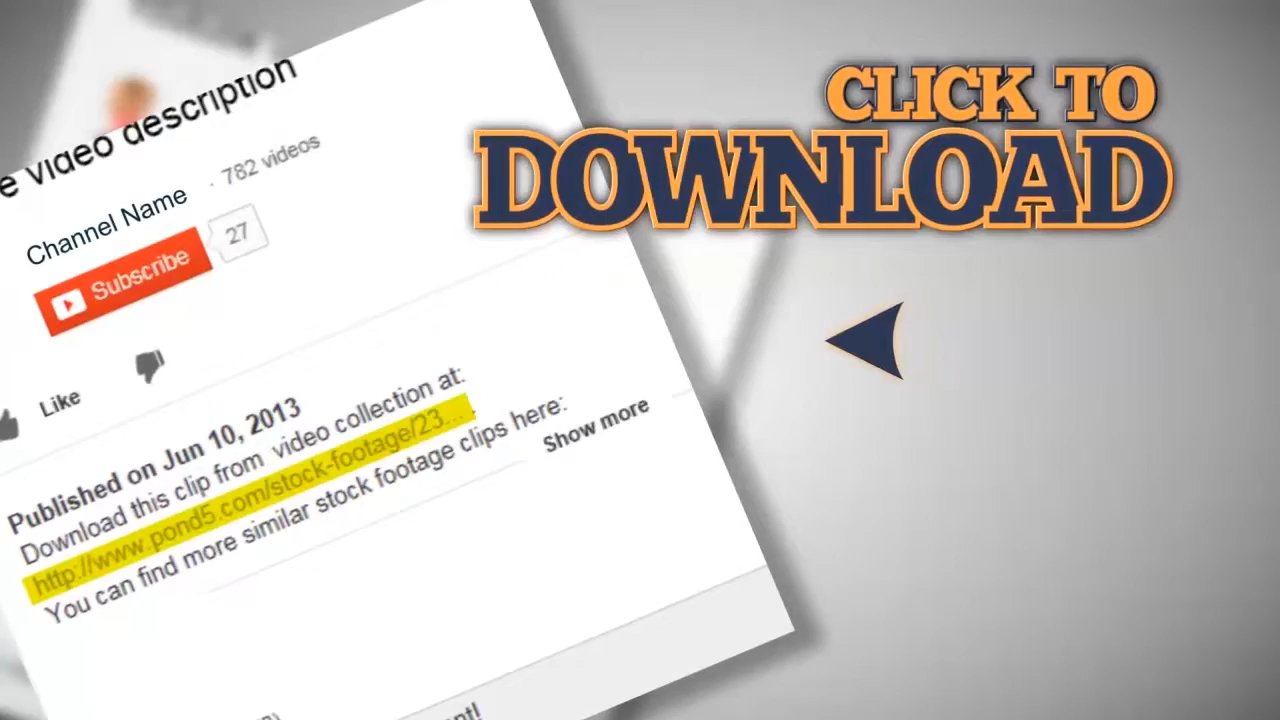 e video description
Channel Name · 782 videos
Subscribe 27
Like
Published on Jun 10, 2013
Download this clip from video collection at:
http://www.pond5.com/stock-footage/23... .
You can find more similar stock footage clips here:
Show more
CLICK TO
DOWNLOAD